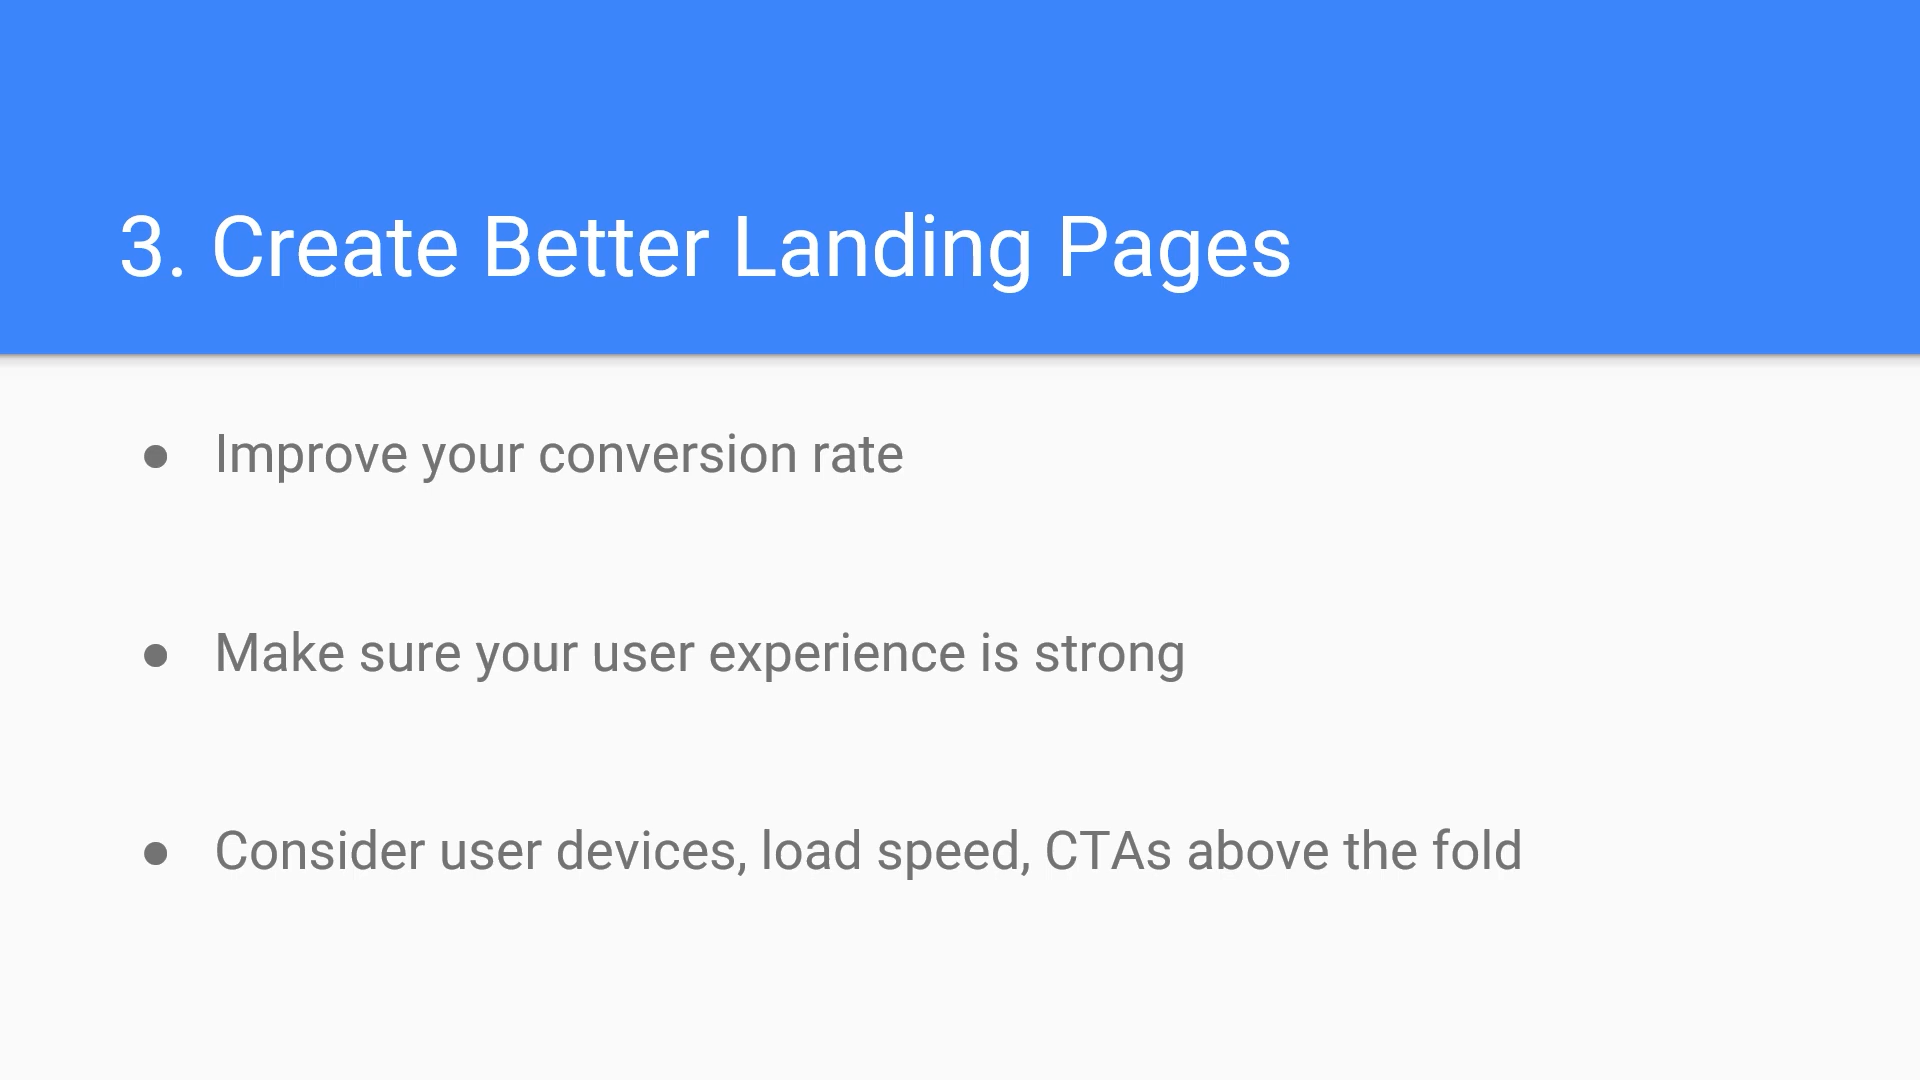 3. Create Better Landing Pages
● Improve your conversion rate
● Make sure your user experience is strong
● Consider user devices, load speed, CTAs above the fold